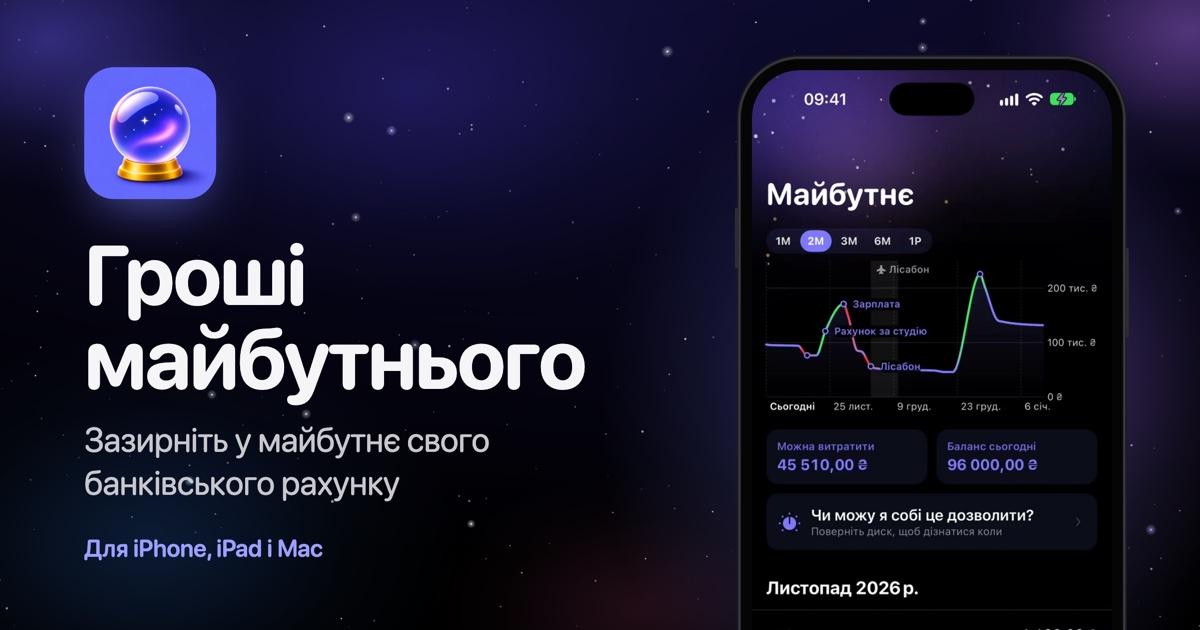 Гроші
майбутнього
Зазирніть у майбутнє свого
банківського рахунку
Для iPhone, iPad і Mac
09:41
Майбутнє
1М 2М 3М 6М 1Р
Лісабон
200 тис. ₴
Зарплата
Рахунок за студію
100 тис. ₴
Лісабон
0 ₴
Сьогодні 25 лист. 9 груд. 23 груд. 6 січ.
Можна витратити
45 510,00 ₴
Баланс сьогодні
96 000,00 ₴
Чи можу я собі це дозволити?
Поверніть диск, щоб дізнатися коли
Листопад 2026 р.